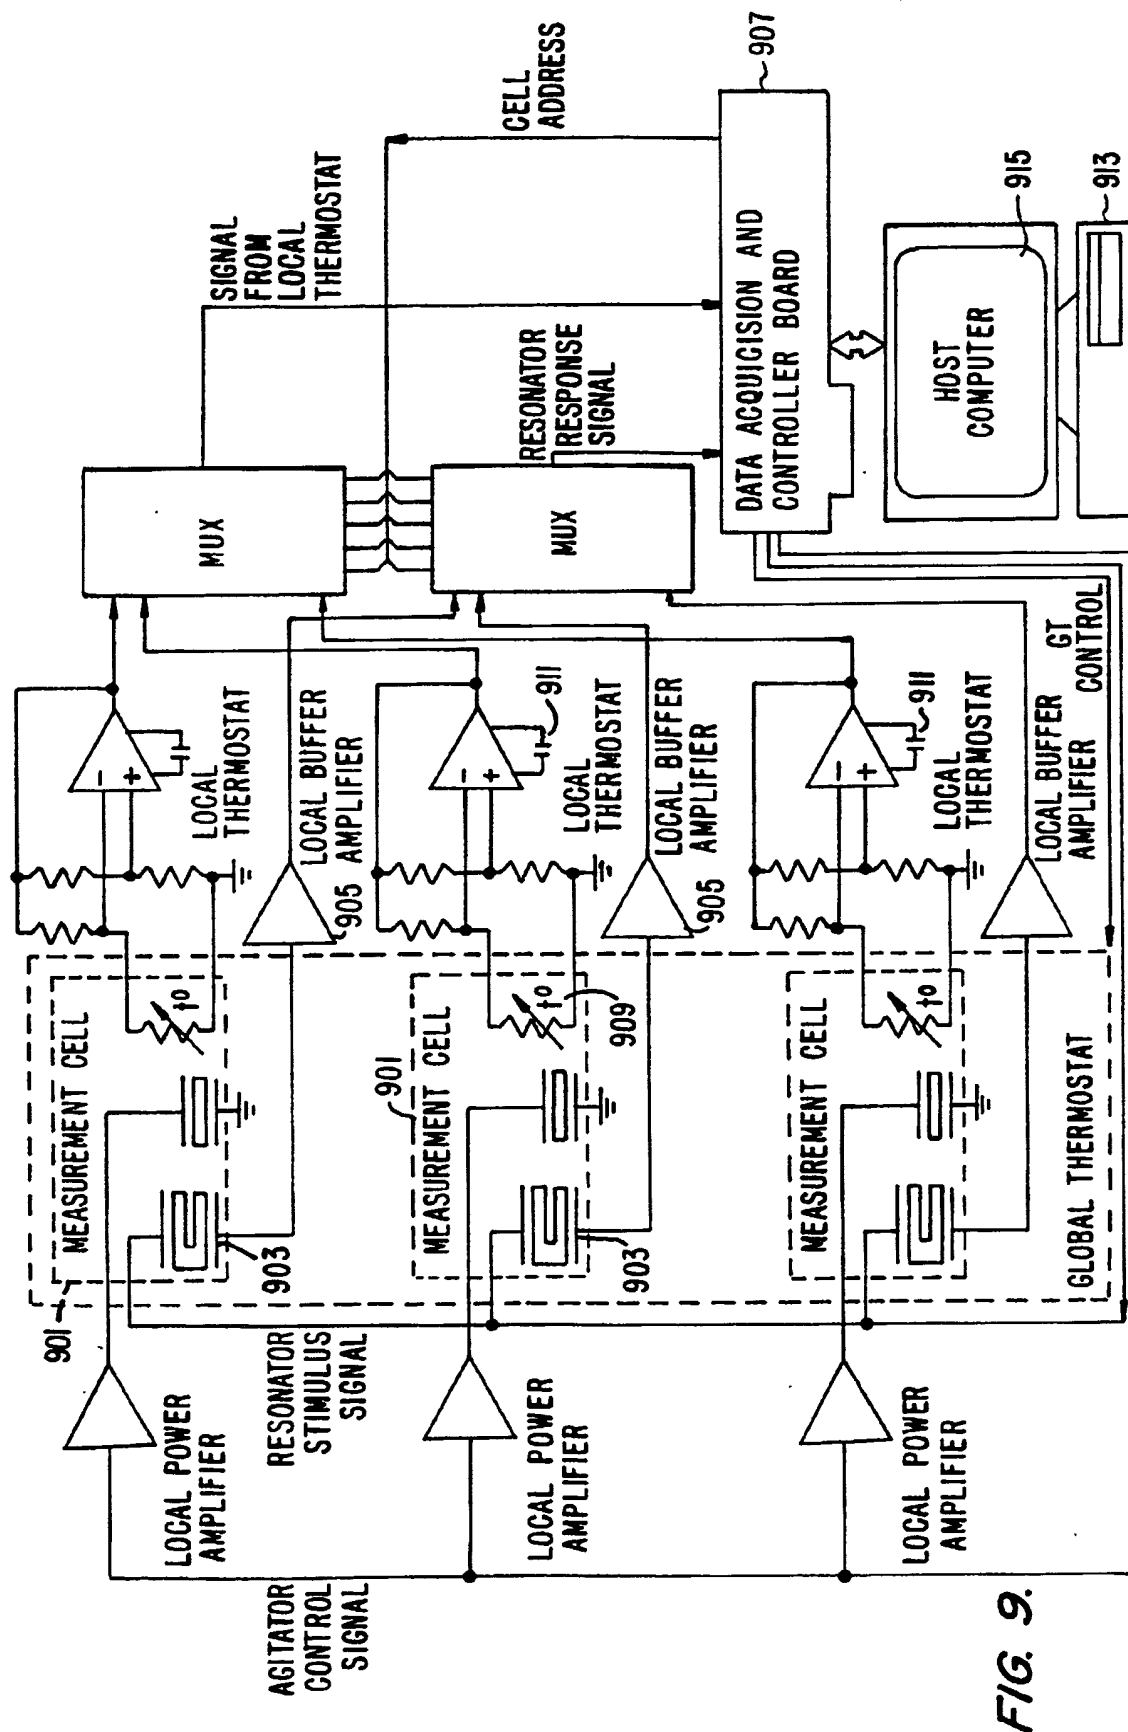 AGITATOR
CONTROL
SIGNAL
LOCAL POWER
AMPLIFIER
RESONATOR
STIMULUS
SIGNAL
901
MEASUREMENT CELL
903
t°
905
LOCAL
THERMOSTAT
LOCAL BUFFER
AMPLIFIER
-
+
MUX
SIGNAL
FROM
LOCAL
THERMOSTAT
CELL
ADDRESS
LOCAL POWER
AMPLIFIER
901
MEASUREMENT CELL
903
t°
909
905
LOCAL
THERMOSTAT
LOCAL BUFFER
AMPLIFIER
-
+
911
MUX
RESONATOR
RESPONSE
SIGNAL
907
DATA ACQUICISION AND
CONTROLLER BOARD
LOCAL POWER
AMPLIFIER
MEASUREMENT CELL
t°
LOCAL
THERMOSTAT
LOCAL BUFFER
AMPLIFIER
-
+
911
GLOBAL THERMOSTAT
GT
CONTROL
HOST
COMPUTER
915
913
FIG. 9.